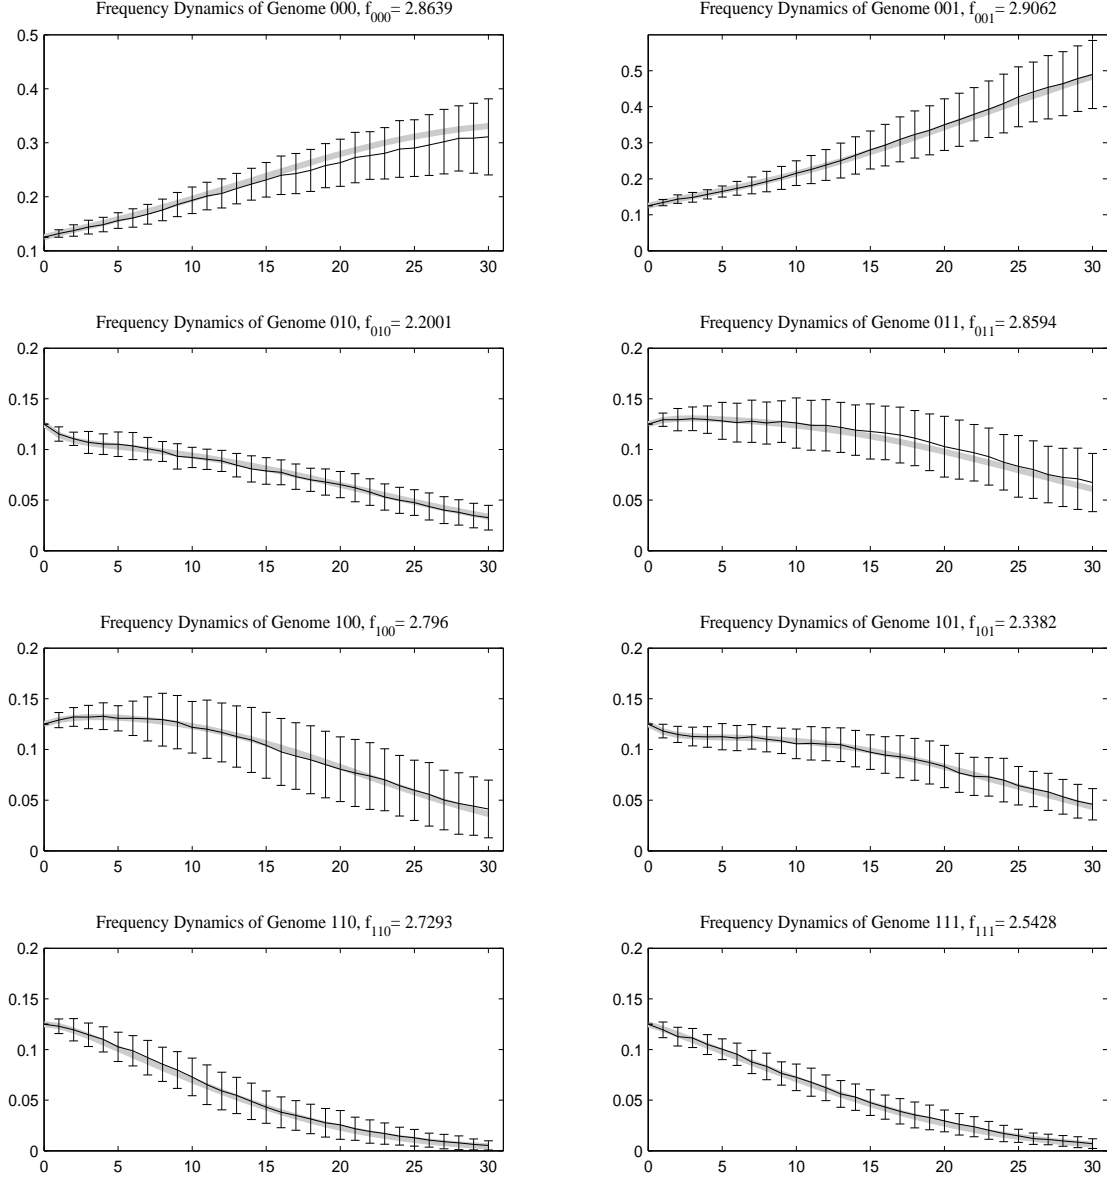 Frequency Dynamics of Genome 000, f000= 2.8639
0.5
0.4
0.3
0.2
0.1
0 5 10 15 20 25 30
Frequency Dynamics of Genome 001, f001= 2.9062
0.5
0.4
0.3
0.2
0.1
0
0 5 10 15 20 25 30
Frequency Dynamics of Genome 010, f010= 2.2001
0.2
0.15
0.1
0.05
0
0 5 10 15 20 25 30
Frequency Dynamics of Genome 011, f011= 2.8594
0.2
0.15
0.1
0.05
0
0 5 10 15 20 25 30
Frequency Dynamics of Genome 100, f100= 2.796
0.2
0.15
0.1
0.05
0
0 5 10 15 20 25 30
Frequency Dynamics of Genome 101, f101= 2.3382
0.2
0.15
0.1
0.05
0
0 5 10 15 20 25 30
Frequency Dynamics of Genome 110, f110= 2.7293
0.2
0.15
0.1
0.05
0
0 5 10 15 20 25 30
Frequency Dynamics of Genome 111, f111= 2.5428
0.2
0.15
0.1
0.05
0
0 5 10 15 20 25 30